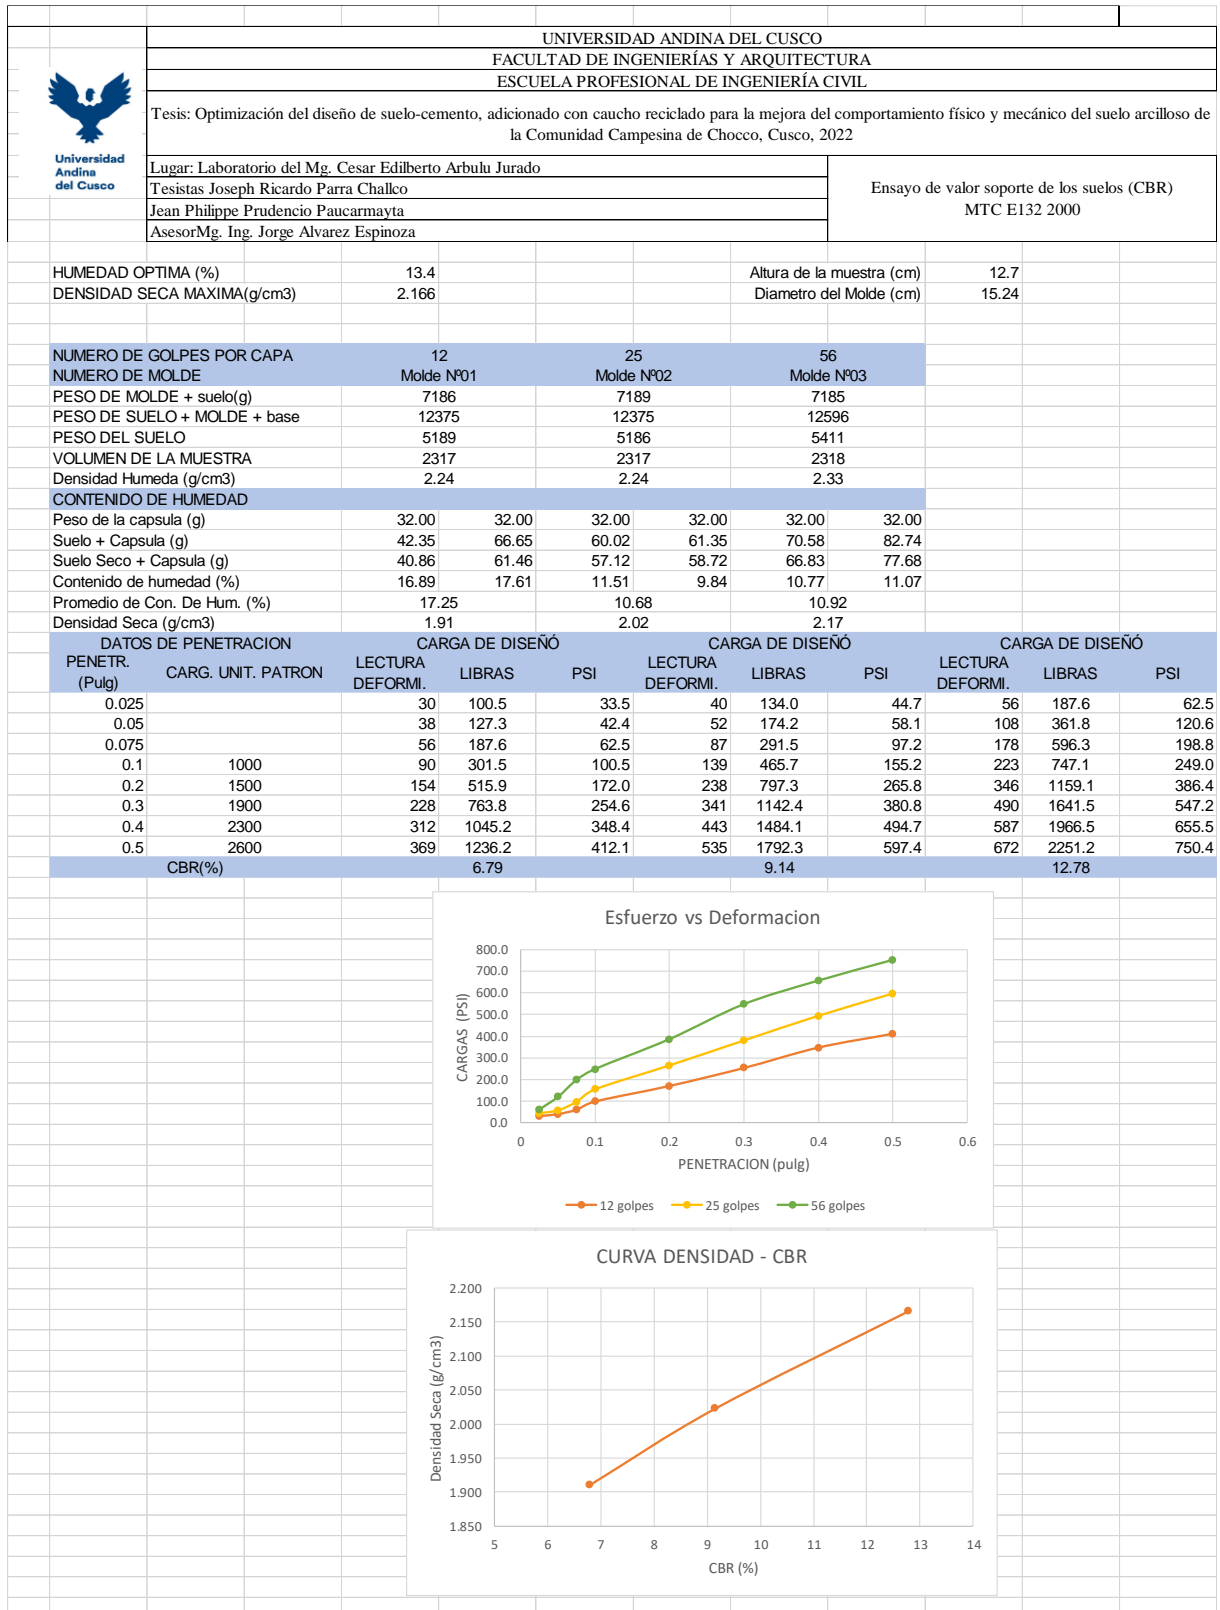 UNIVERSIDAD ANDINA DEL CUSCO
FACULTAD DE INGENIERÍAS Y ARQUITECTURA
ESCUELA PROFESIONAL DE INGENIERÍA CIVIL
Tesis: Optimización del diseño de suelo-cemento, adicionado con caucho reciclado para la mejora del comportamiento físico y mecánico del suelo arcilloso de
la Comunidad Campesina de Chocco, Cusco, 2022
Universidad
Andina
del Cusco
Lugar: Laboratorio del Mg. Cesar Edilberto Arbulu Jurado
Tesistas Joseph Ricardo Parra Challco
Jean Philippe Prudencio Paucarmayta
AsesorMg. Ing. Jorge Alvarez Espinoza
Ensayo de valor soporte de los suelos (CBR)
MTC E132 2000
HUMEDAD OPTIMA (%) 13.4 Altura de la muestra (cm) 12.7
DENSIDAD SECA MAXIMA(g/cm3) 2.166 Diametro del Molde (cm) 15.24
NUMERO DE GOLPES POR CAPA 12 25 56
NUMERO DE MOLDE Molde Nº01 Molde Nº02 Molde Nº03
PESO DE MOLDE + suelo(g) 7186 7189 7185
PESO DE SUELO + MOLDE + base 12375 12375 12596
PESO DEL SUELO 5189 5186 5411
VOLUMEN DE LA MUESTRA 2317 2317 2318
Densidad Humeda (g/cm3) 2.24 2.24 2.33
CONTENIDO DE HUMEDAD
Peso de la capsula (g) 32.00 32.00 32.00 32.00 32.00 32.00
Suelo + Capsula (g) 42.35 66.65 60.02 61.35 70.58 82.74
Suelo Seco + Capsula (g) 40.86 61.46 57.12 58.72 66.83 77.68
Contenido de humedad (%) 16.89 17.61 11.51 9.84 10.77 11.07
Promedio de Con. De Hum. (%) 17.25 10.68 10.92
Densidad Seca (g/cm3) 1.91 2.02 2.17
DATOS DE PENETRACION CARGA DE DISEÑÓ CARGA DE DISEÑÓ CARGA DE DISEÑÓ
PENETR. (Pulg) CARG. UNIT. PATRON LECTURA DEFORMI. LIBRAS PSI LECTURA DEFORMI. LIBRAS PSI LECTURA DEFORMI. LIBRAS PSI
0.025 30 100.5 33.5 40 134.0 44.7 56 187.6 62.5
0.05 38 127.3 42.4 52 174.2 58.1 108 361.8 120.6
0.075 56 187.6 62.5 87 291.5 97.2 178 596.3 198.8
0.1 1000 90 301.5 100.5 139 465.7 155.2 223 747.1 249.0
0.2 1500 154 515.9 172.0 238 797.3 265.8 346 1159.1 386.4
0.3 1900 228 763.8 254.6 341 1142.4 380.8 490 1641.5 547.2
0.4 2300 312 1045.2 348.4 443 1484.1 494.7 587 1966.5 655.5
0.5 2600 369 1236.2 412.1 535 1792.3 597.4 672 2251.2 750.4
CBR(%) 6.79 9.14 12.78
Esfuerzo vs Deformacion
CARGAS (PSI)
800.0
700.0
600.0
500.0
400.0
300.0
200.0
100.0
0.0
0 0.1 0.2 0.3 0.4 0.5 0.6
PENETRACION (pulg)
12 golpes 25 golpes 56 golpes
CURVA DENSIDAD - CBR
Densidad Seca (g/cm3)
2.200
2.150
2.100
2.050
2.000
1.950
1.900
1.850
5 6 7 8 9 10 11 12 13 14
CBR (%)